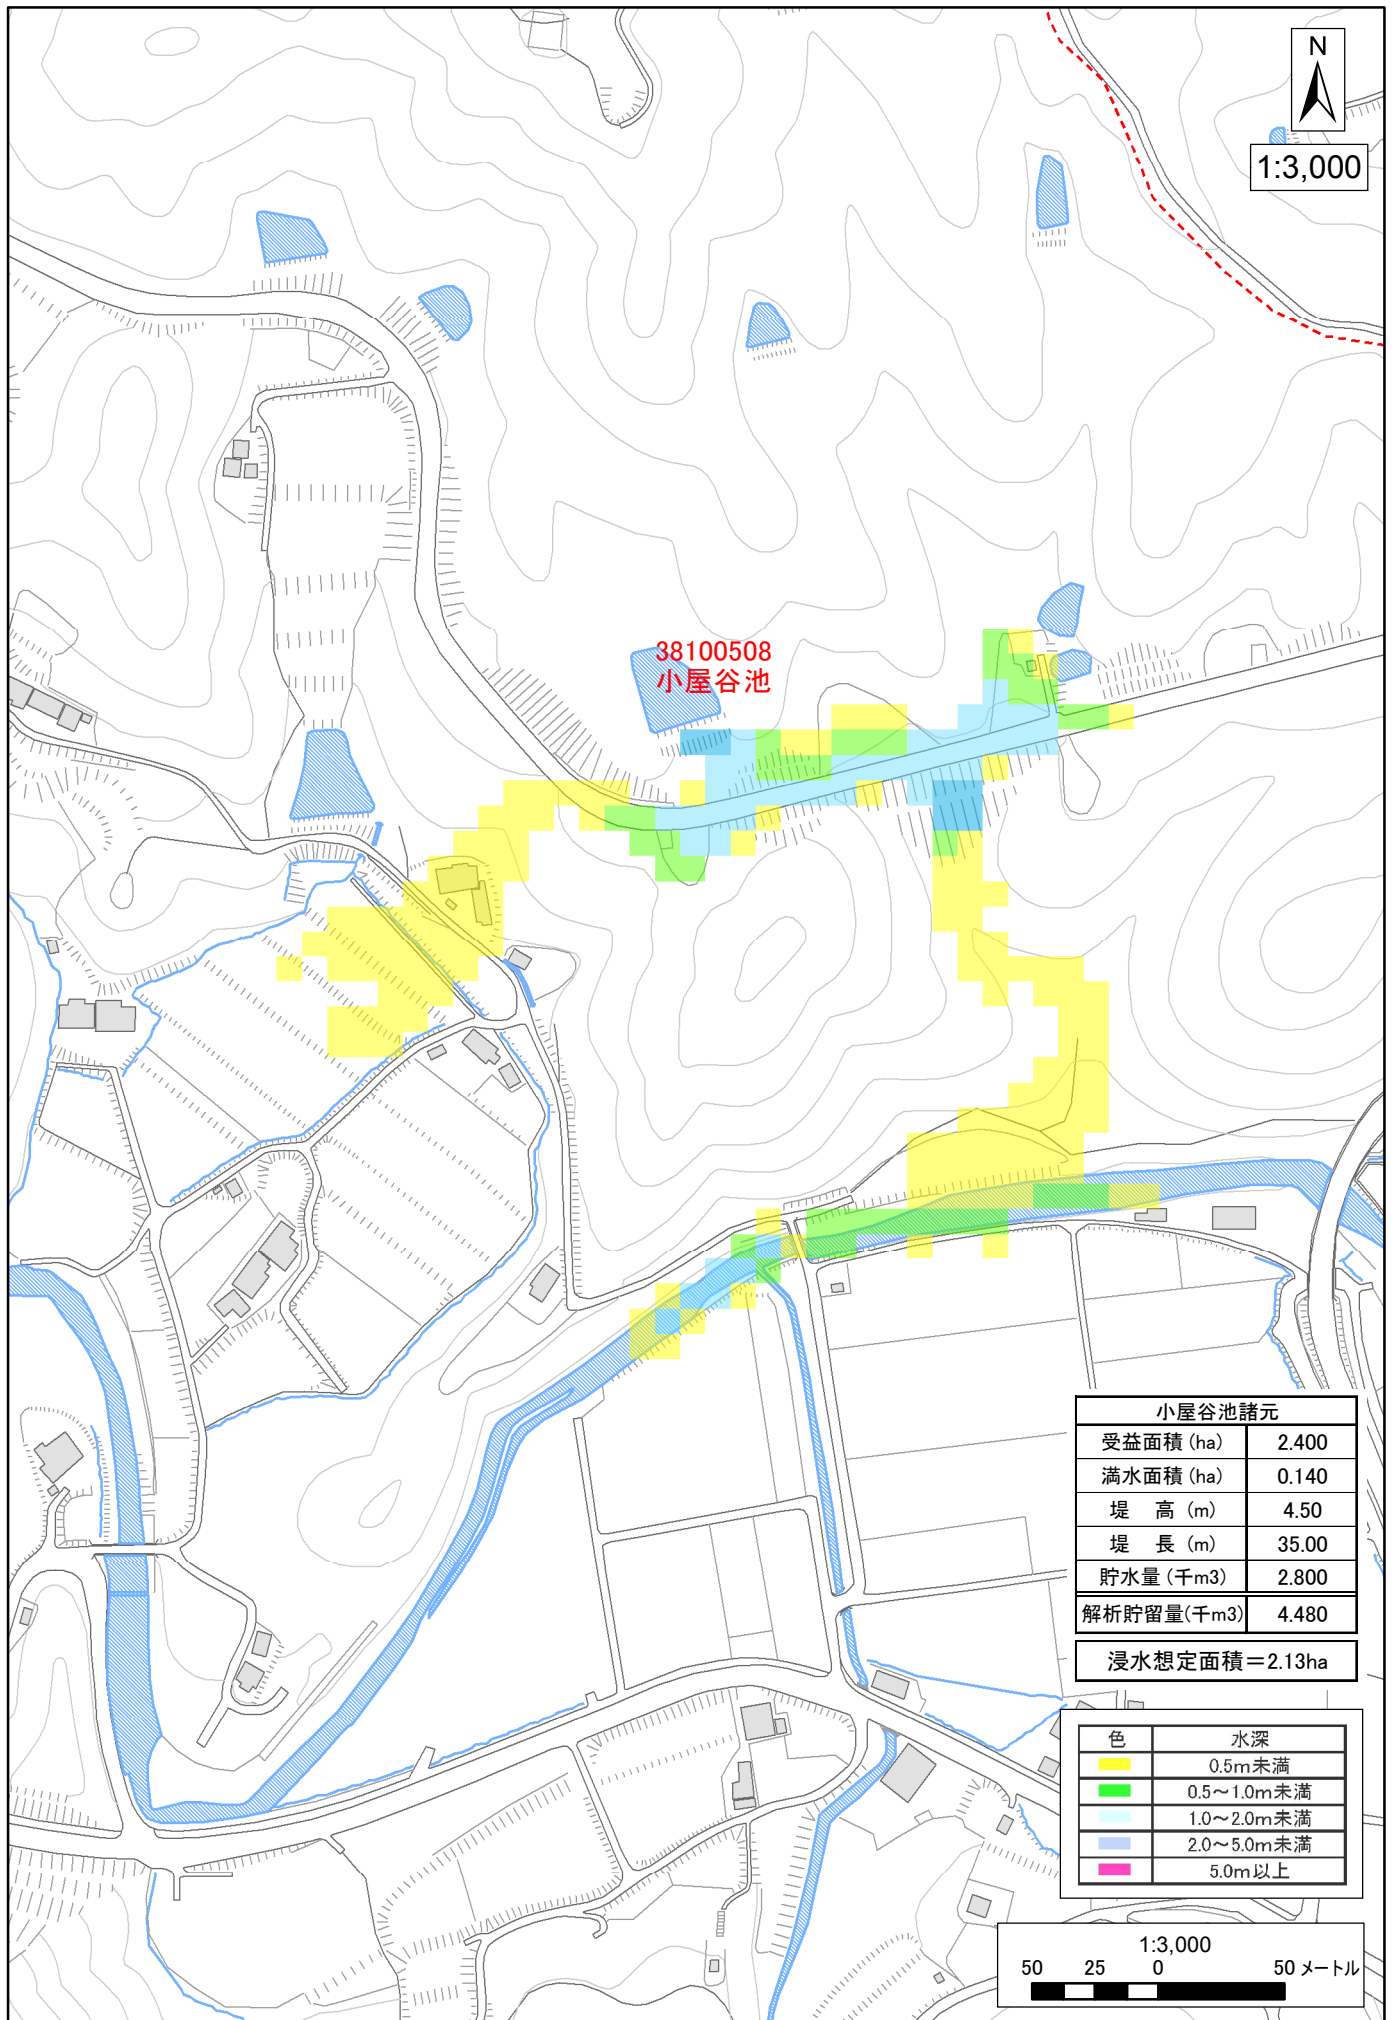 N
1:3,000
38100508
小屋谷池
小屋谷池諸元
受益面積 (ha) 2.400
満水面積 (ha) 0.140
堤 高 (m) 4.50
堤 長 (m) 35.00
貯水量 (千m3) 2.800
解析貯留量(千m3) 4.480
浸水想定面積＝2.13ha
色 水深
0.5m未満
0.5～1.0m未満
1.0～2.0m未満
2.0～5.0m未満
5.0m以上
1:3,000
50 25 0 50 メートル